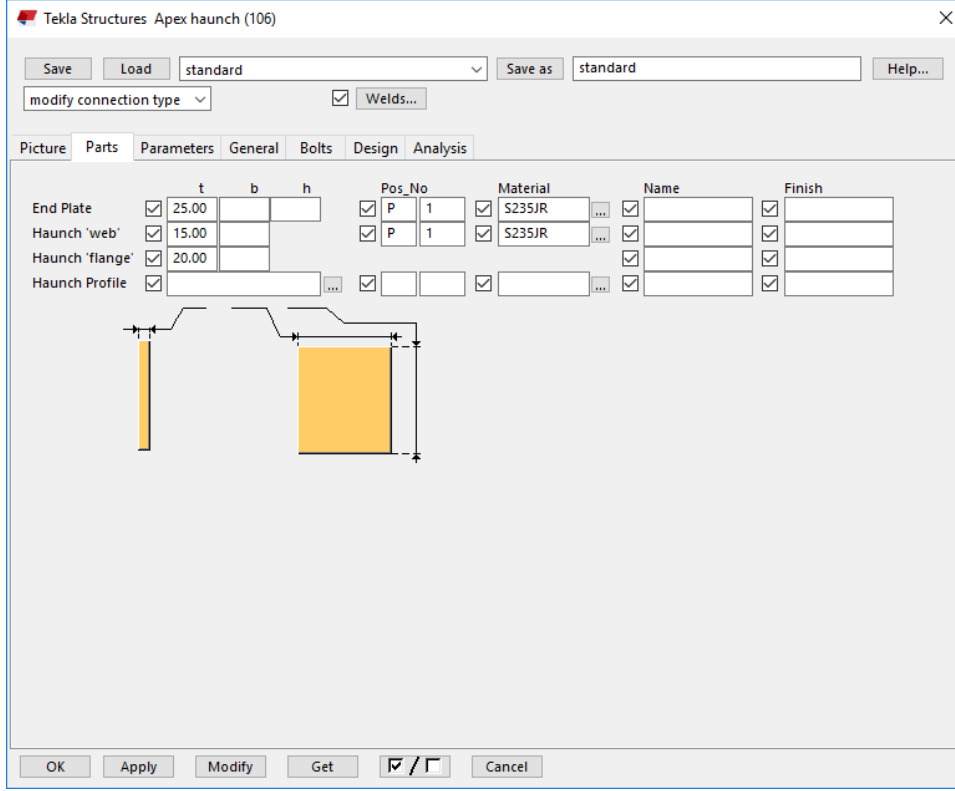 Tekla Structures Apex haunch (106)
Save Load standard Save as standard Help...
modify connection type Welds...
Picture Parts Parameters General Bolts Design Analysis
t b h Pos_No Material Name Finish
End Plate 25.00 P 1 S235JR ...
Haunch 'web' 15.00 P 1 S235JR ...
Haunch 'flange' 20.00
Haunch Profile ... ...
OK Apply Modify Get / Cancel